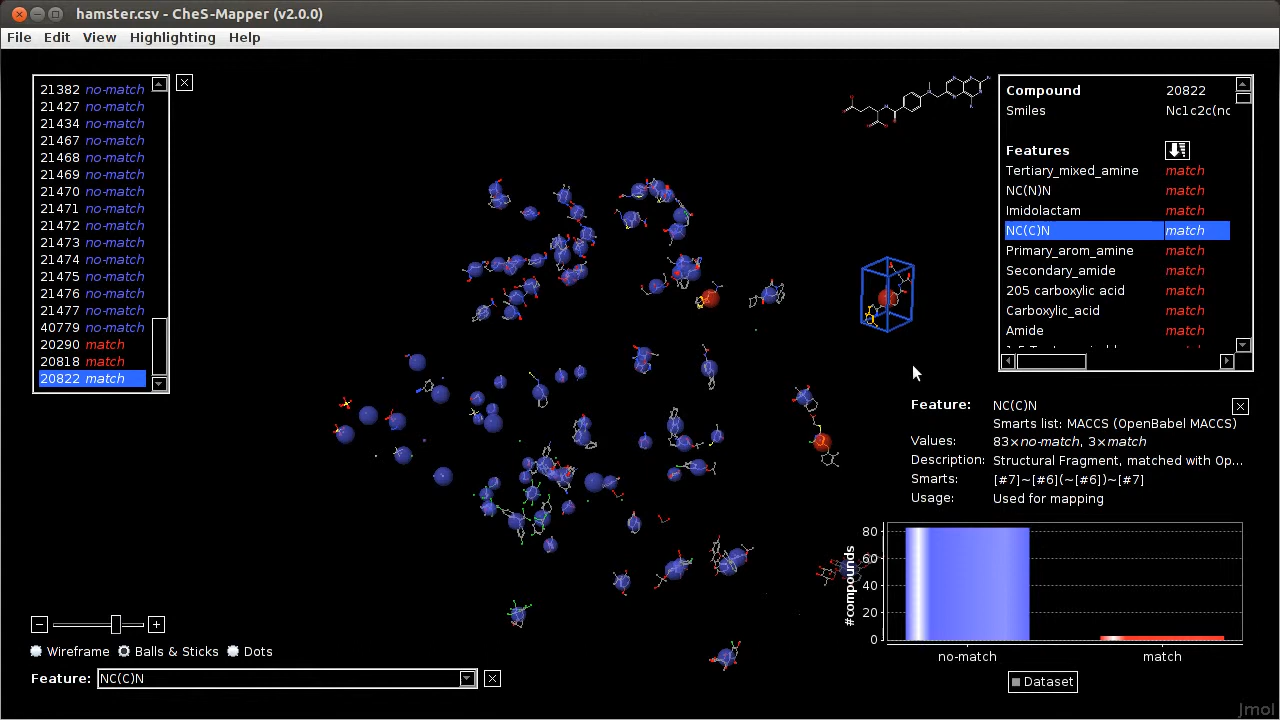 hamster.csv - CheS-Mapper (v2.0.0)
File Edit View Highlighting Help
21382 no-match
21427 no-match
21434 no-match
21467 no-match
21468 no-match
21469 no-match
21470 no-match
21471 no-match
21472 no-match
21473 no-match
21474 no-match
21475 no-match
21476 no-match
21477 no-match
40779 no-match
20290 match
20818 match
20822 match
Compound 20822
Smiles Nc1c2c(nc
Features
Tertiary_mixed_amine match
NC(N)N match
Imidolactam match
NC(C)N match
Primary_arom_amine match
Secondary_amide match
205 carboxylic acid match
Carboxylic_acid match
Amide match
Feature: NC(C)N
Smarts list: MACCS (OpenBabel MACCS)
Values: 83×no-match, 3×match
Description: Structural Fragment, matched with Op...
Smarts: [#7]~[#6](~[#6])~[#7]
Usage: Used for mapping
#compounds
80
60
40
20
0
no-match match
Dataset
Wireframe Balls & Sticks Dots
Feature: NC(C)N
Jmol